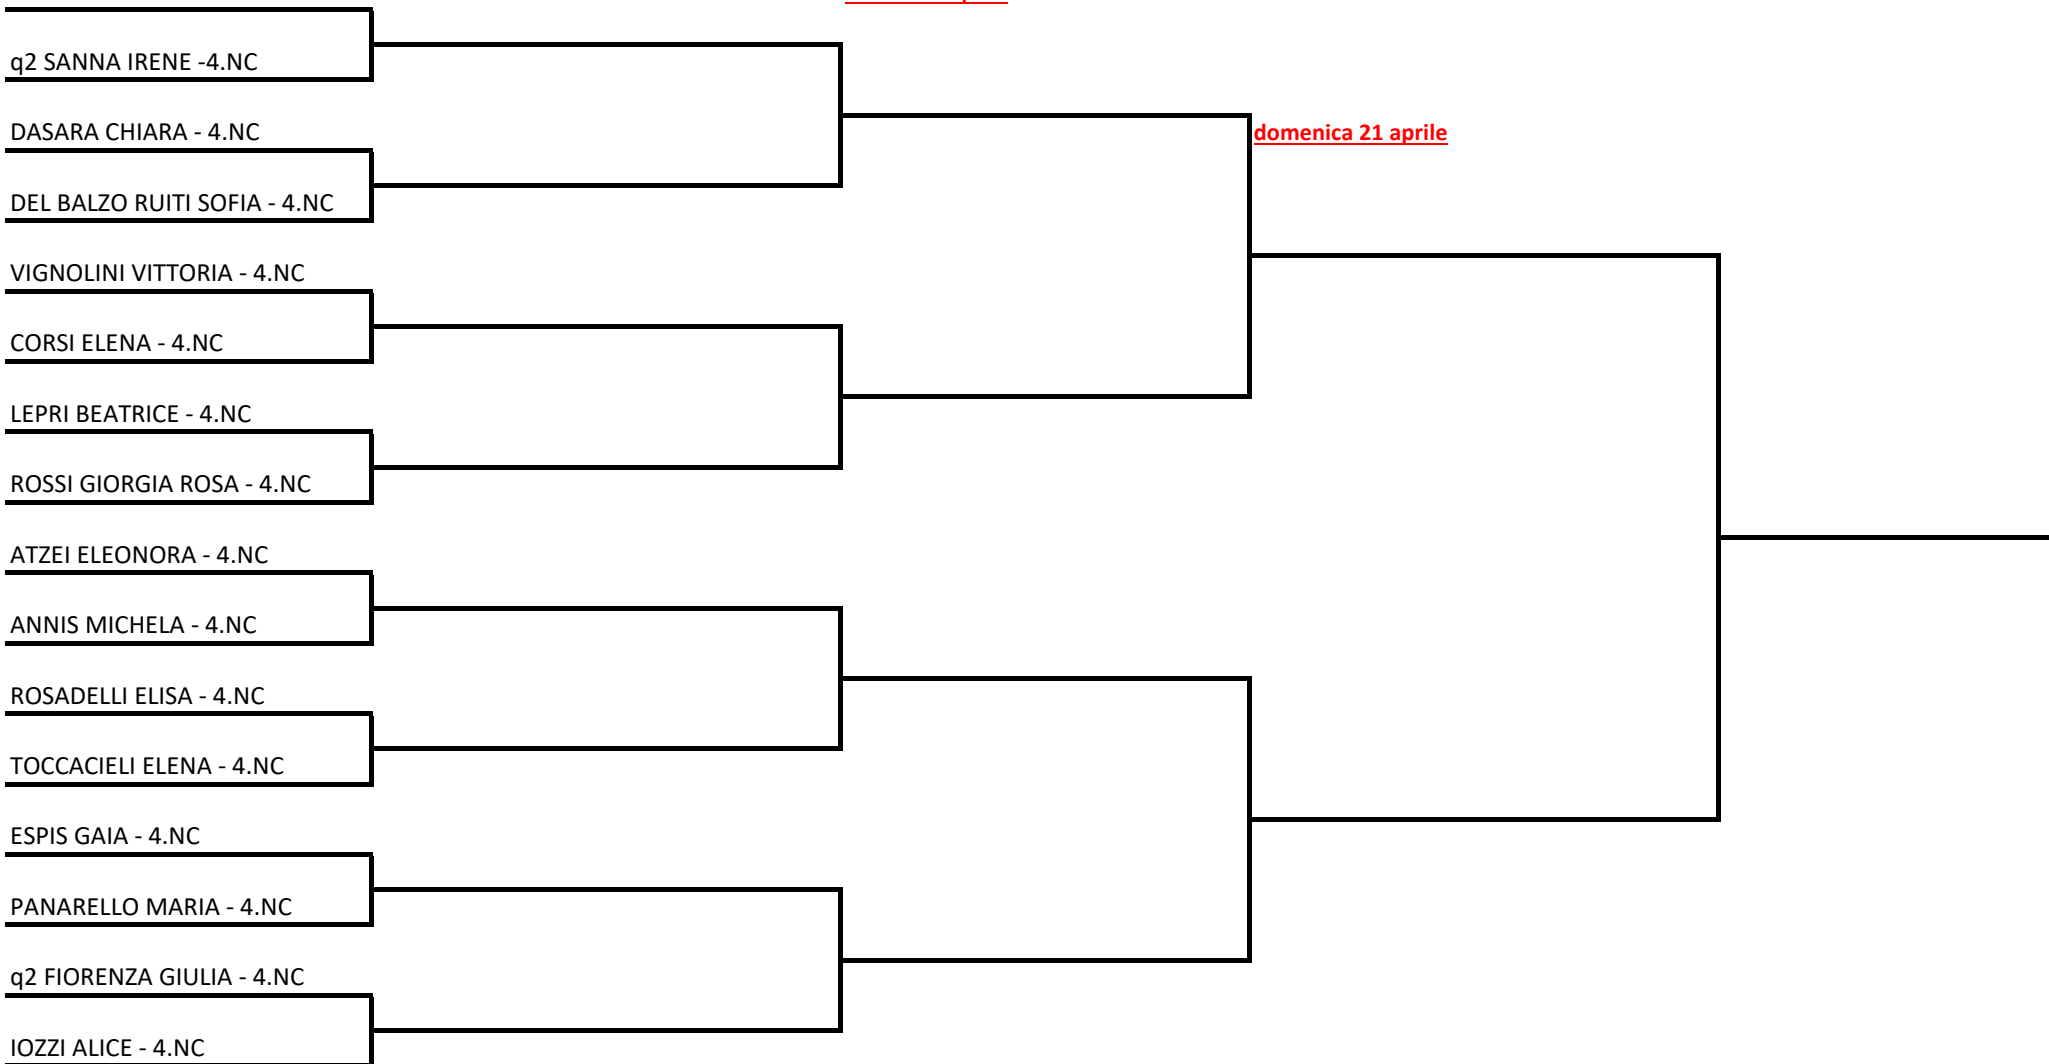 q2 SANNA IRENE -4.NC
DASARA CHIARA - 4.NC
domenica 21 aprile
DEL BALZO RUITI SOFIA - 4.NC
VIGNOLINI VITTORIA - 4.NC
CORSI ELENA - 4.NC
LEPRI BEATRICE - 4.NC
ROSSI GIORGIA ROSA - 4.NC
ATZEI ELEONORA - 4.NC
ANNIS MICHELA - 4.NC
ROSADELLI ELISA - 4.NC
TOCCACIELI ELENA - 4.NC
ESPIS GAIA - 4.NC
PANARELLO MARIA - 4.NC
q2 FIORENZA GIULIA - 4.NC
IOZZI ALICE - 4.NC